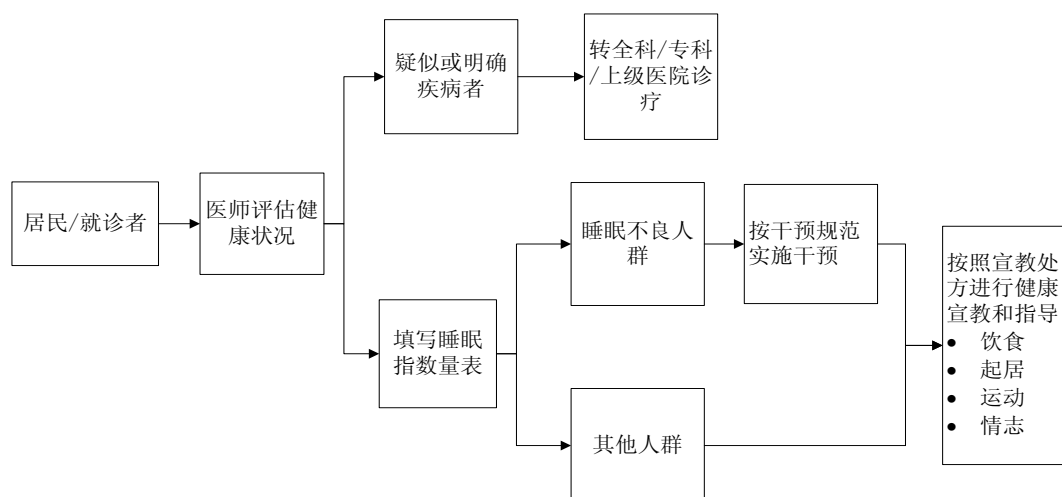 疑似或明确
疾病者
转全科/专科
/上级医院诊
疗
居民/就诊者
医师评估健
康状况
睡眠不良人
群
按干预规范
实施干预
填写睡眠
指数量表
其他人群
按照宣教处
方进行健康
宣教和指导
● 饮食
● 起居
● 运动
● 情志